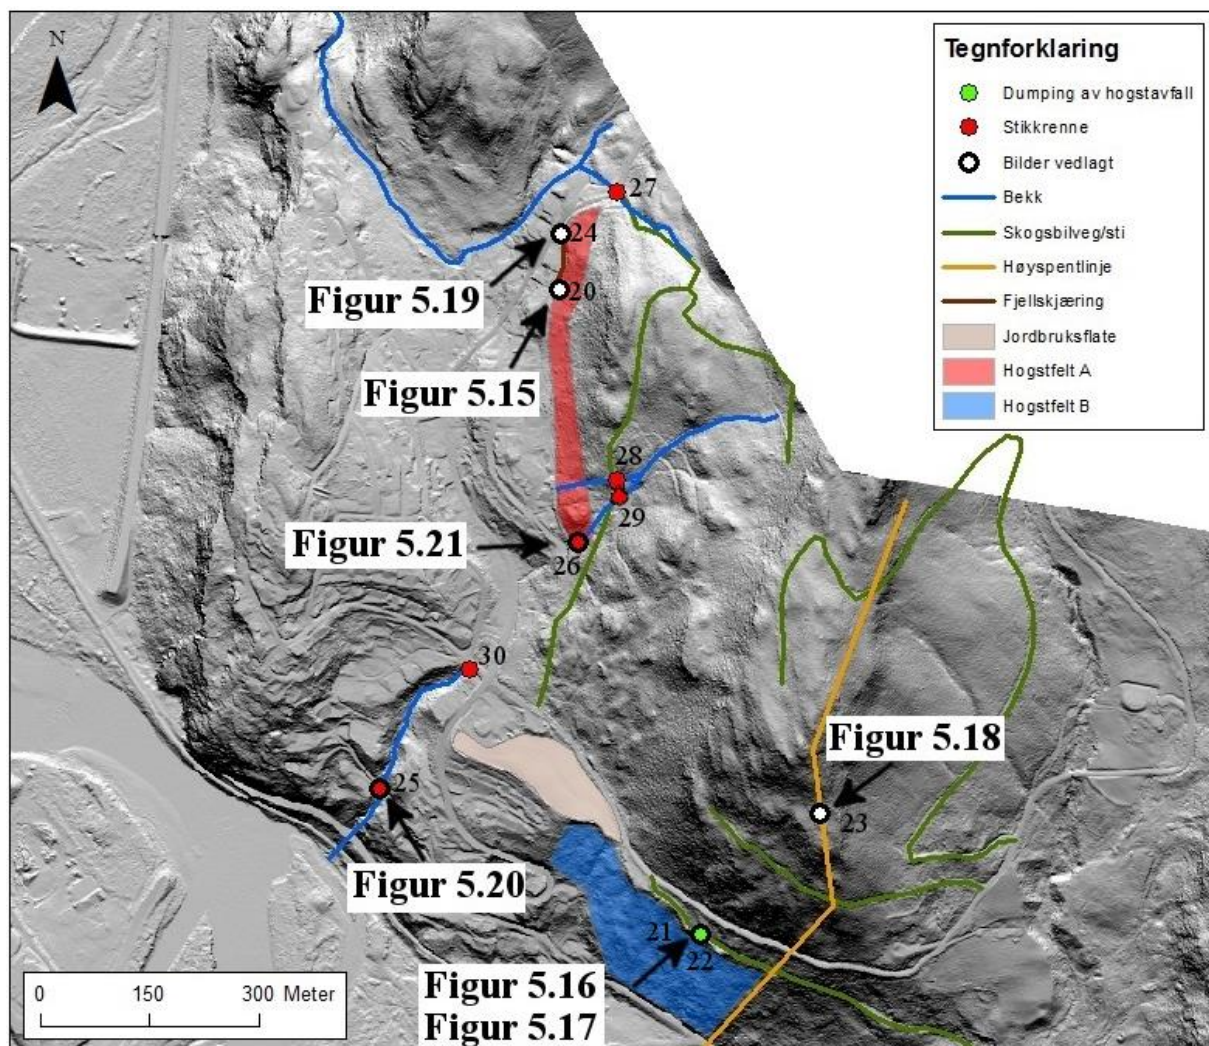 N
Tegnforklaring
Dumping av hogstavfall
Stikkrenne
Bilder vedlagt
Bekk
Skogsbilveg/sti
Høyspentlinje
Fjellskjæring
Jordbruksflate
Hogstfelt A
Hogstfelt B
27
24
Figur 5.19
20
Figur 5.15
28
29
Figur 5.21
26
30
Figur 5.18
25
23
Figur 5.20
21
22
Figur 5.16
Figur 5.17
0 150 300 Meter